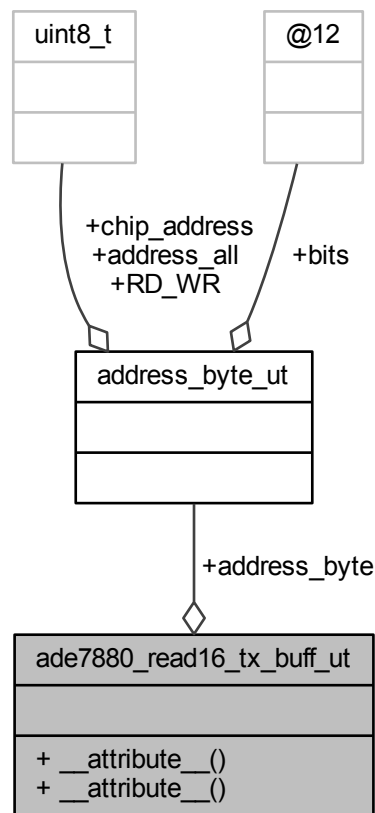 uint8_t
@12
+chip_address
+address_all
+RD_WR
+bits
address_byte_ut
+address_byte
ade7880_read16_tx_buff_ut
+ __attribute__()
+ __attribute__()